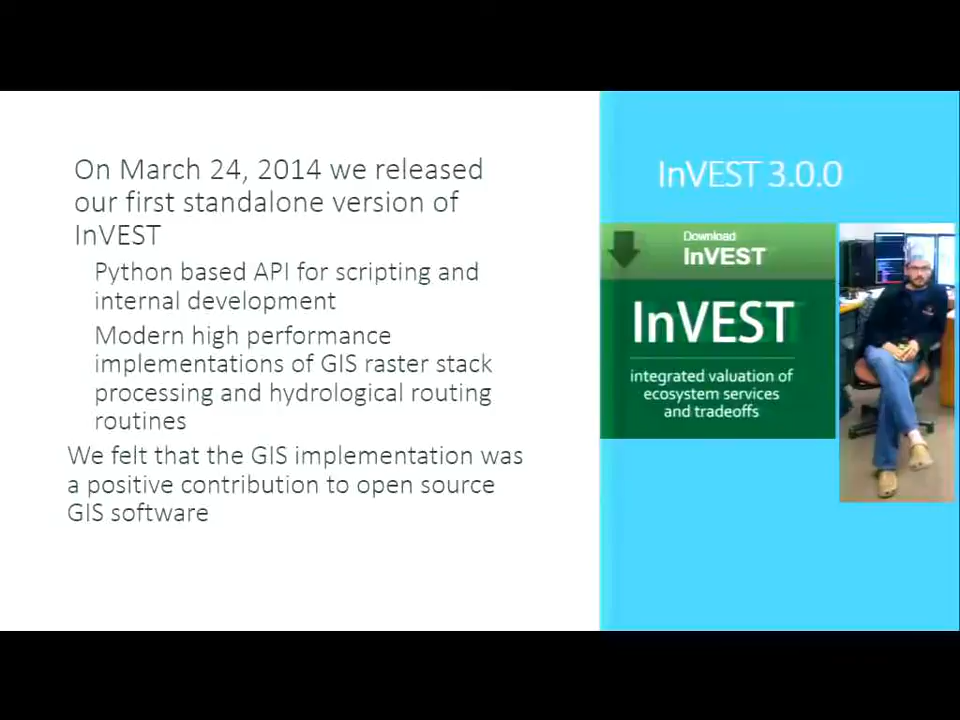 On March 24, 2014 we released
our first standalone version of
InVEST
Python based API for scripting and
internal development
Modern high performance
implementations of GIS raster stack
processing and hydrological routing
routines
We felt that the GIS implementation was
a positive contribution to open source
GIS software
InVEST 3.0.0
Download
InVEST
InVEST
integrated valuation of
ecosystem services
and tradeoffs